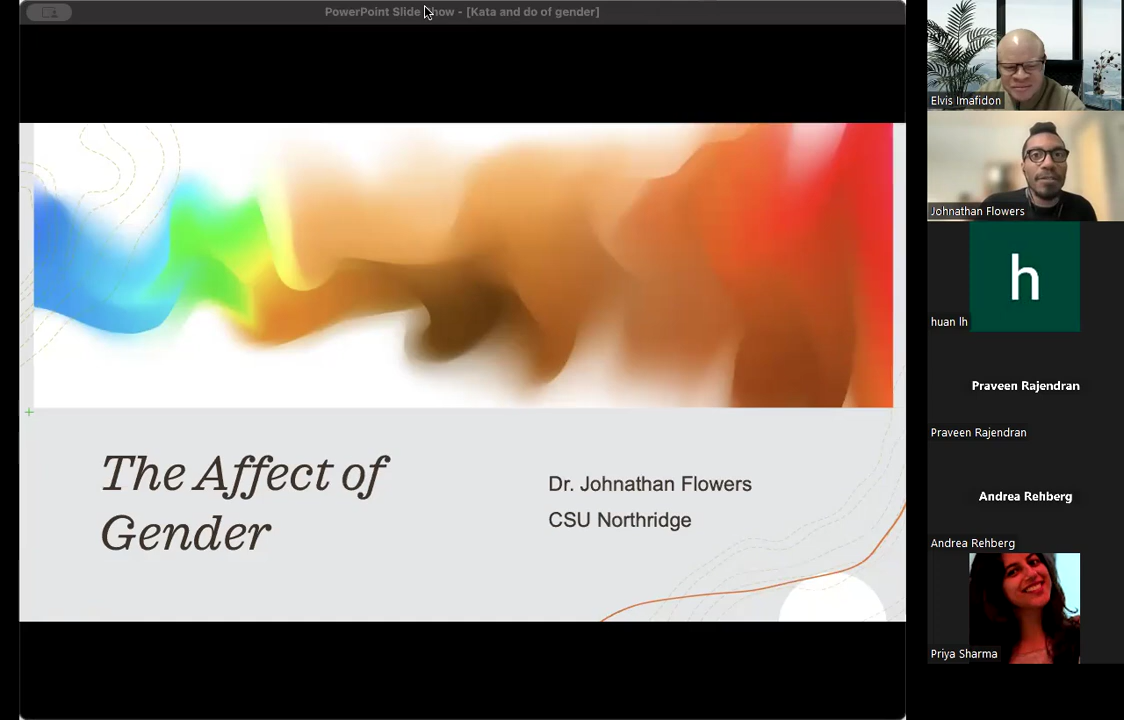 PowerPoint Slide Show - [Kata and do of gender]
The Affect of
Gender
Dr. Johnathan Flowers
CSU Northridge
Elvis Imafidon
Johnathan Flowers
h
huan lh
Praveen Rajendran
Praveen Rajendran
Andrea Rehberg
Andrea Rehberg
Priya Sharma